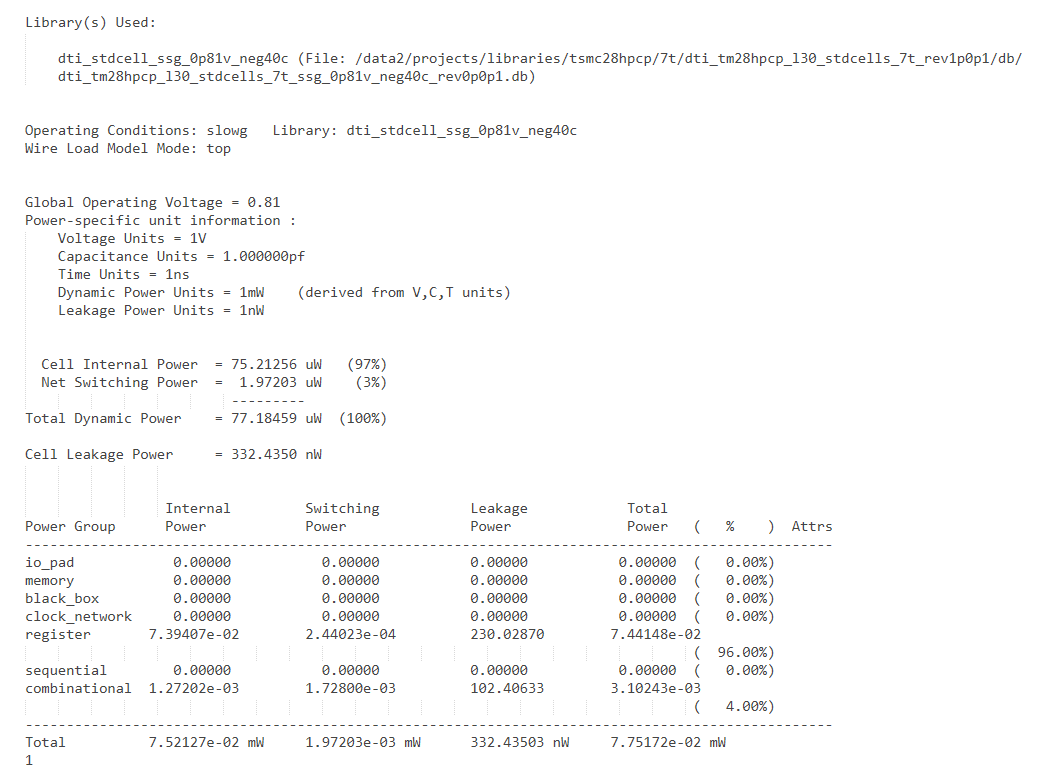 Library(s) Used:
dti_stdcell_ssg_0p81v_neg40c (File: /data2/projects/libraries/tsmc28hpcp/7t/dti_tm28hpcp_l30_stdcells_7t_rev1p0p1/db/
dti_tm28hpcp_l30_stdcells_7t_ssg_0p81v_neg40c_rev0p0p1.db)
Operating Conditions: slowg   Library: dti_stdcell_ssg_0p81v_neg40c
Wire Load Model Mode: top
Global Operating Voltage = 0.81
Power-specific unit information :
    Voltage Units = 1V
    Capacitance Units = 1.000000pf
    Time Units = 1ns
    Dynamic Power Units = 1mW    (derived from V,C,T units)
    Leakage Power Units = 1nW
  Cell Internal Power  = 75.21256 uW   (97%)
  Net Switching Power  =  1.97203 uW    (3%)
                         ---------
Total Dynamic Power    = 77.18459 uW  (100%)
Cell Leakage Power     = 332.4350 nW
                 Internal         Switching           Leakage            Total
Power Group      Power            Power               Power              Power   (   %    )  Attrs
--------------------------------------------------------------------------------------------------
io_pad            0.00000           0.00000           0.00000           0.00000  (   0.00%)
memory            0.00000           0.00000           0.00000           0.00000  (   0.00%)
black_box         0.00000           0.00000           0.00000           0.00000  (   0.00%)
clock_network     0.00000           0.00000           0.00000           0.00000  (   0.00%)
register       7.39407e-02        2.44023e-04         230.02870          7.44148e-02
                                                                                 (  96.00%)
sequential        0.00000           0.00000           0.00000           0.00000  (   0.00%)
combinational  1.27202e-03        1.72800e-03         102.40633          3.10243e-03
                                                                                 (   4.00%)
--------------------------------------------------------------------------------------------------
Total          7.52127e-02 mW     1.97203e-03 mW      332.43503 nW     7.75172e-02 mW
1